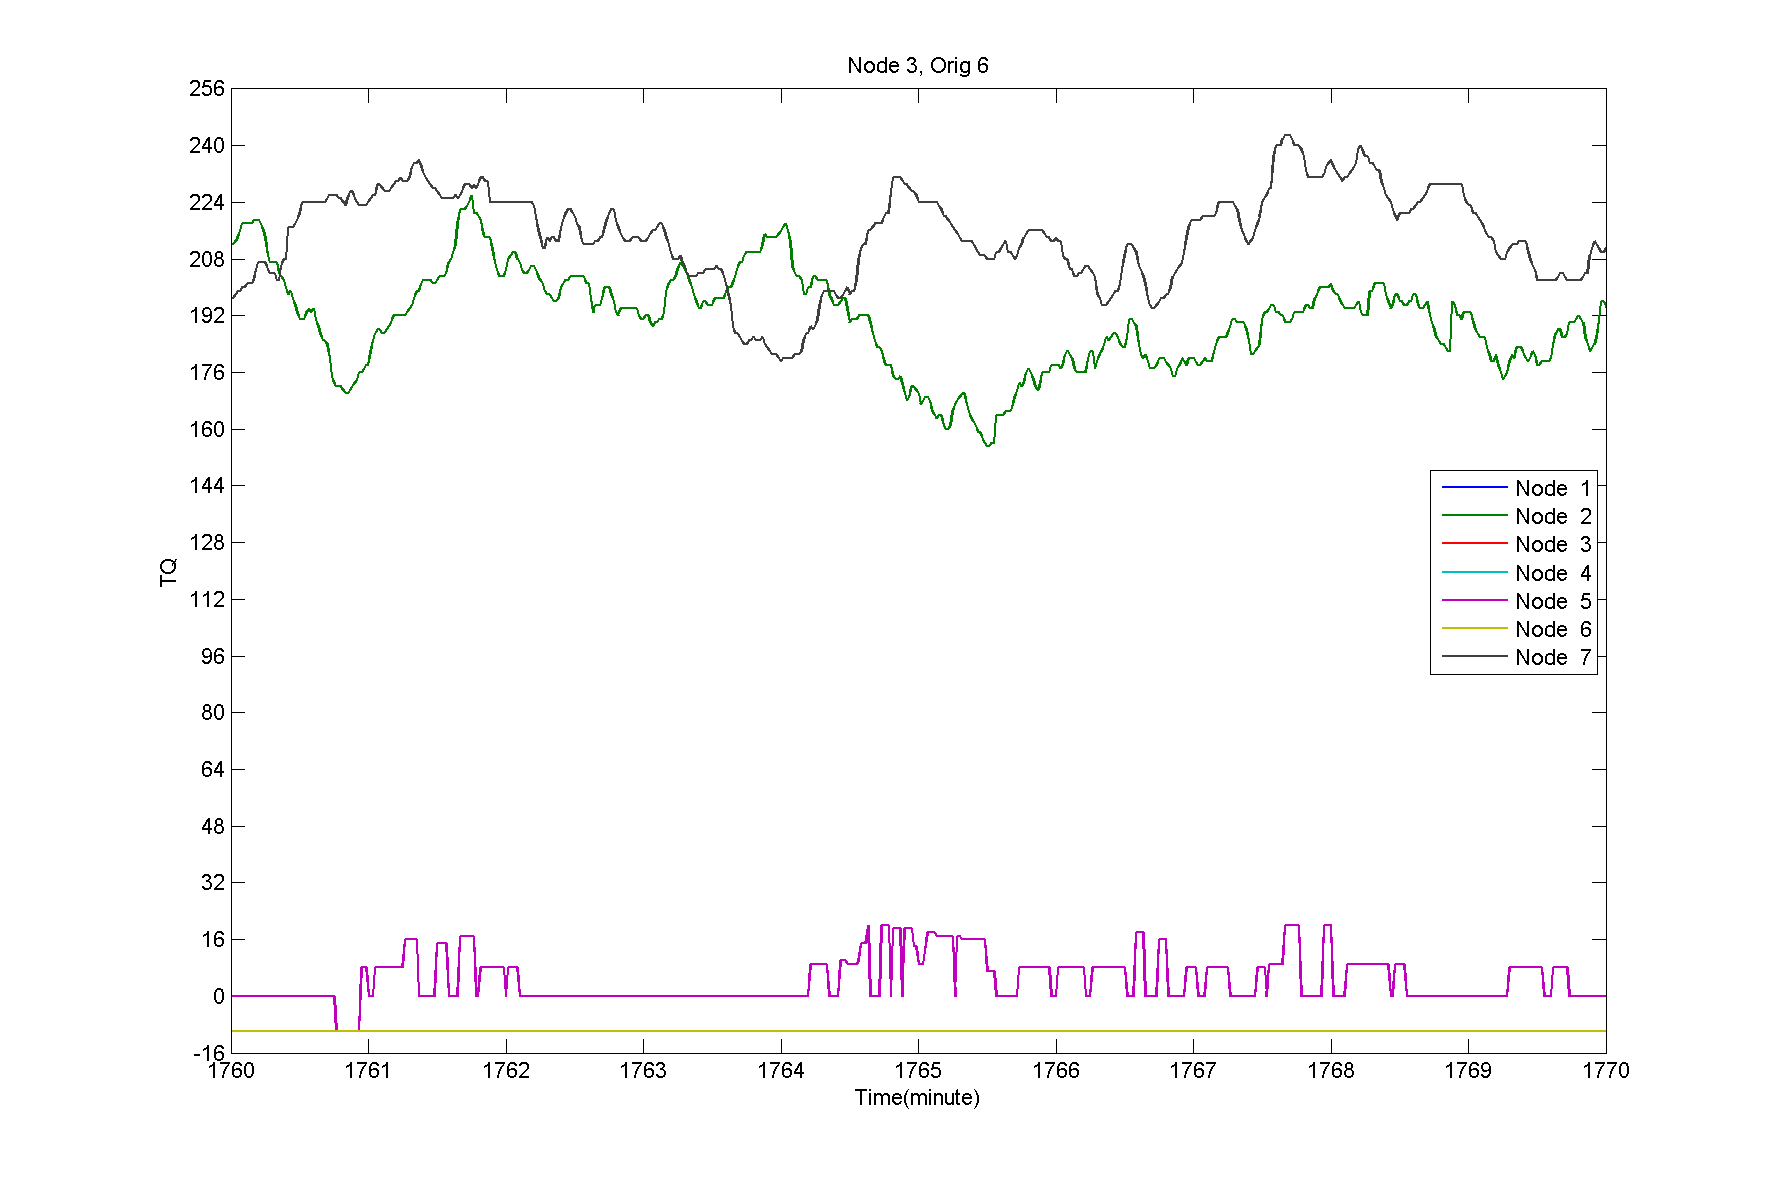 Node 3, Orig 6
256
240
224
208
192
176
160
144
128
112
96
80
64
48
32
16
0
-16
TQ
Node 1
Node 2
Node 3
Node 4
Node 5
Node 6
Node 7
1760 1761 1762 1763 1764 1765 1766 1767 1768 1769 1770
Time(minute)